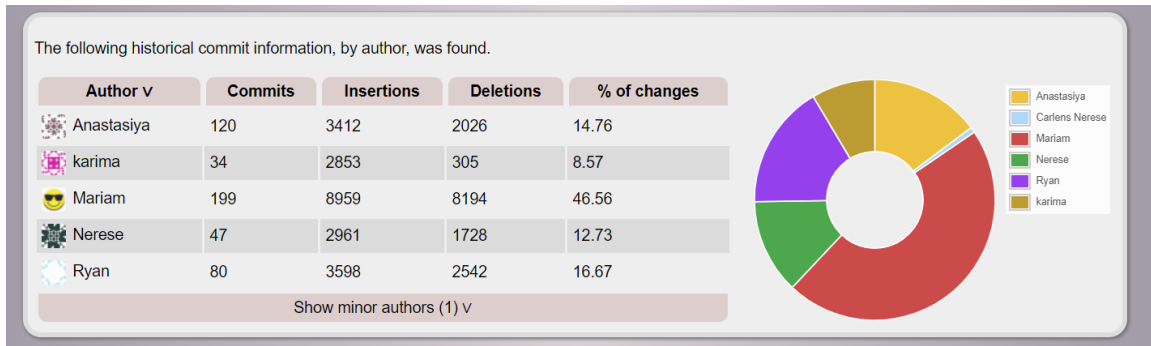 The following historical commit information, by author, was found.
Author ∨ Commits Insertions Deletions % of changes
Anastasiya 120 3412 2026 14.76
karima 34 2853 305 8.57
Mariam 199 8959 8194 46.56
Nerese 47 2961 1728 12.73
Ryan 80 3598 2542 16.67
Show minor authors (1) ∨
Anastasiya
Carlens Nerese
Mariam
Nerese
Ryan
karima